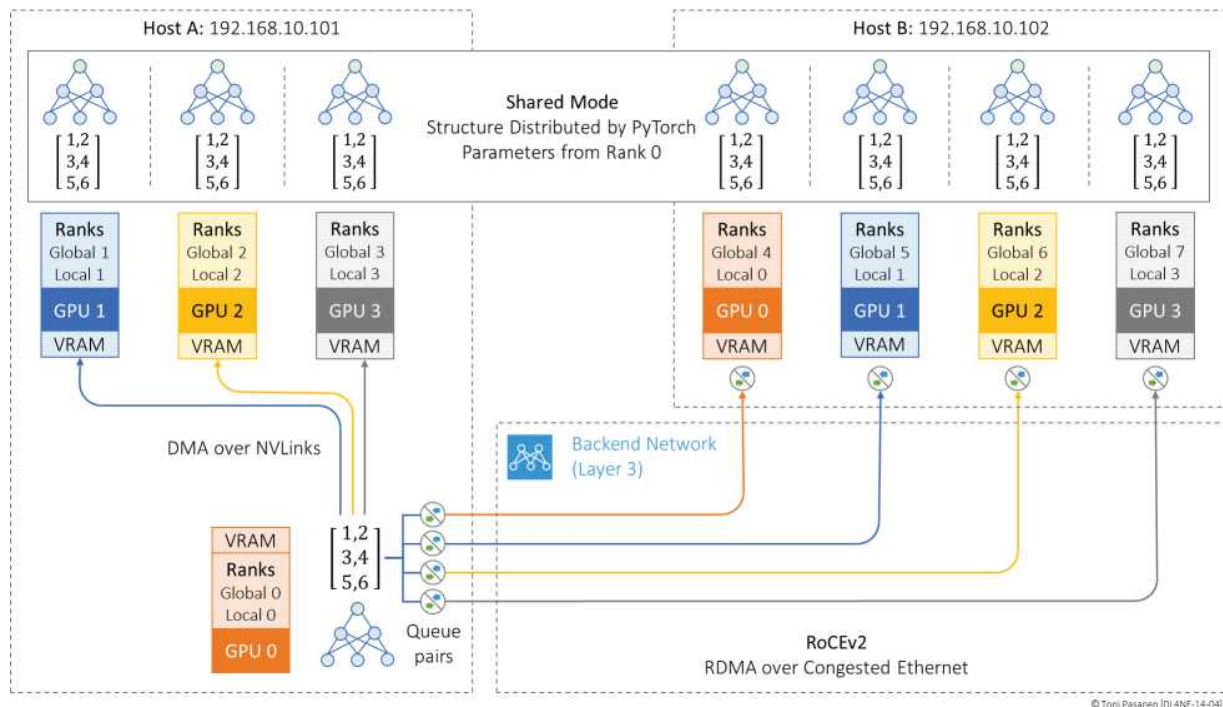 Host A: 192.168.10.101
Host B: 192.168.10.102
Shared Mode
Structure Distributed by PyTorch
Parameters from Rank 0
1,2
3,4
5,6
1,2
3,4
5,6
1,2
3,4
5,6
1,2
3,4
5,6
1,2
3,4
5,6
1,2
3,4
5,6
1,2
3,4
5,6
Ranks
Global 1
Local 1
GPU 1
VRAM
Ranks
Global 2
Local 2
GPU 2
VRAM
Ranks
Global 3
Local 3
GPU 3
VRAM
Ranks
Global 4
Local 0
GPU 0
VRAM
Ranks
Global 5
Local 1
GPU 1
VRAM
Ranks
Global 6
Local 2
GPU 2
VRAM
Ranks
Global 7
Local 3
GPU 3
VRAM
DMA over NVLinks
Backend Network
(Layer 3)
VRAM
Ranks
Global 0
Local 0
GPU 0
1,2
3,4
5,6
Queue
pairs
RoCEv2
RDMA over Congested Ethernet
© Toni Pasanen [DL4NE-14-04]